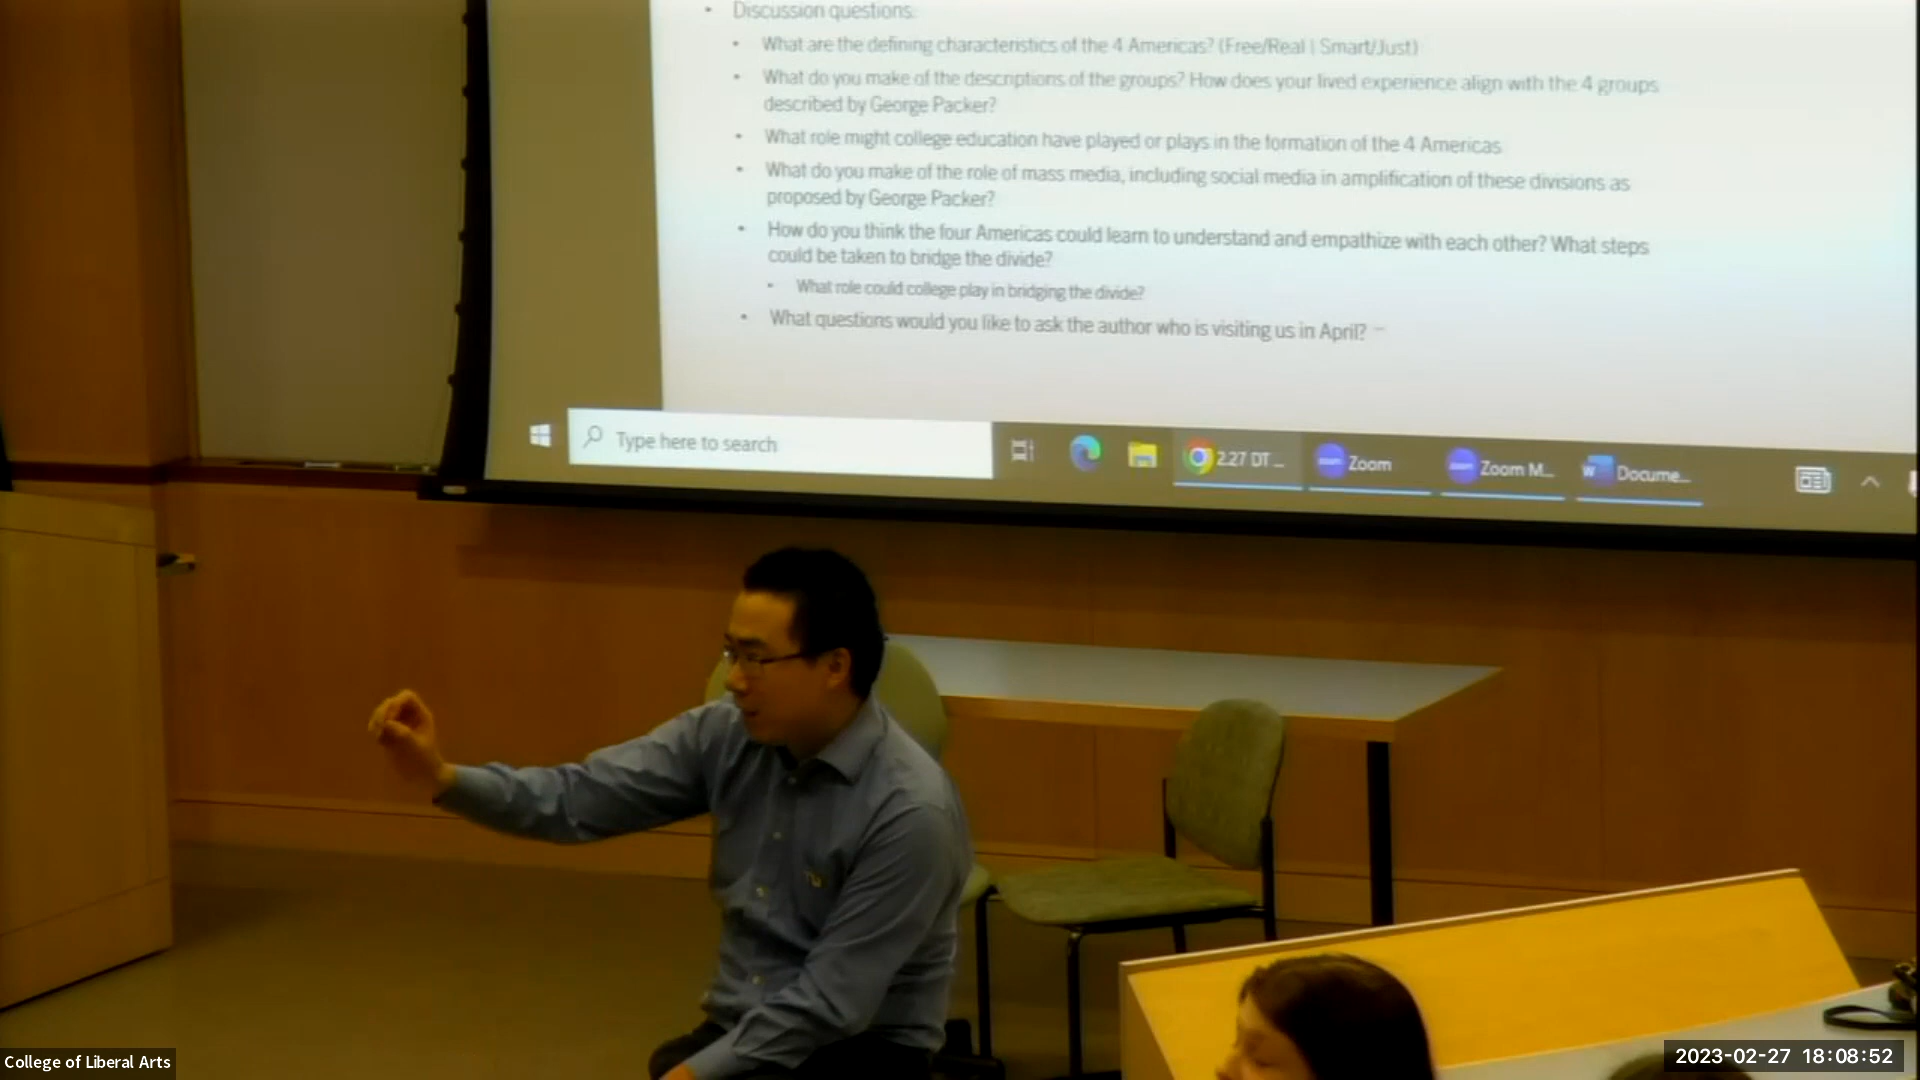 Discussion questions:
What are the defining characteristics of the 4 Americas? (Free/Real | Smart/Just)
What do you make of the descriptions of the groups? How does your lived experience align with the 4 groups
described by George Packer?
What role might college education have played or plays in the formation of the 4 Americas
What do you make of the role of mass media, including social media in amplification of these divisions as
proposed by George Packer?
How do you think the four Americas could learn to understand and empathize with each other? What steps
could be taken to bridge the divide?
What role could college play in bridging the divide?
What questions would you like to ask the author who is visiting us in April?
Type here to search
2.27 DT ...
zoom Zoom
zoom Zoom M...
W Docume...
TU
College of Liberal Arts
2023-02-27 18:08:52